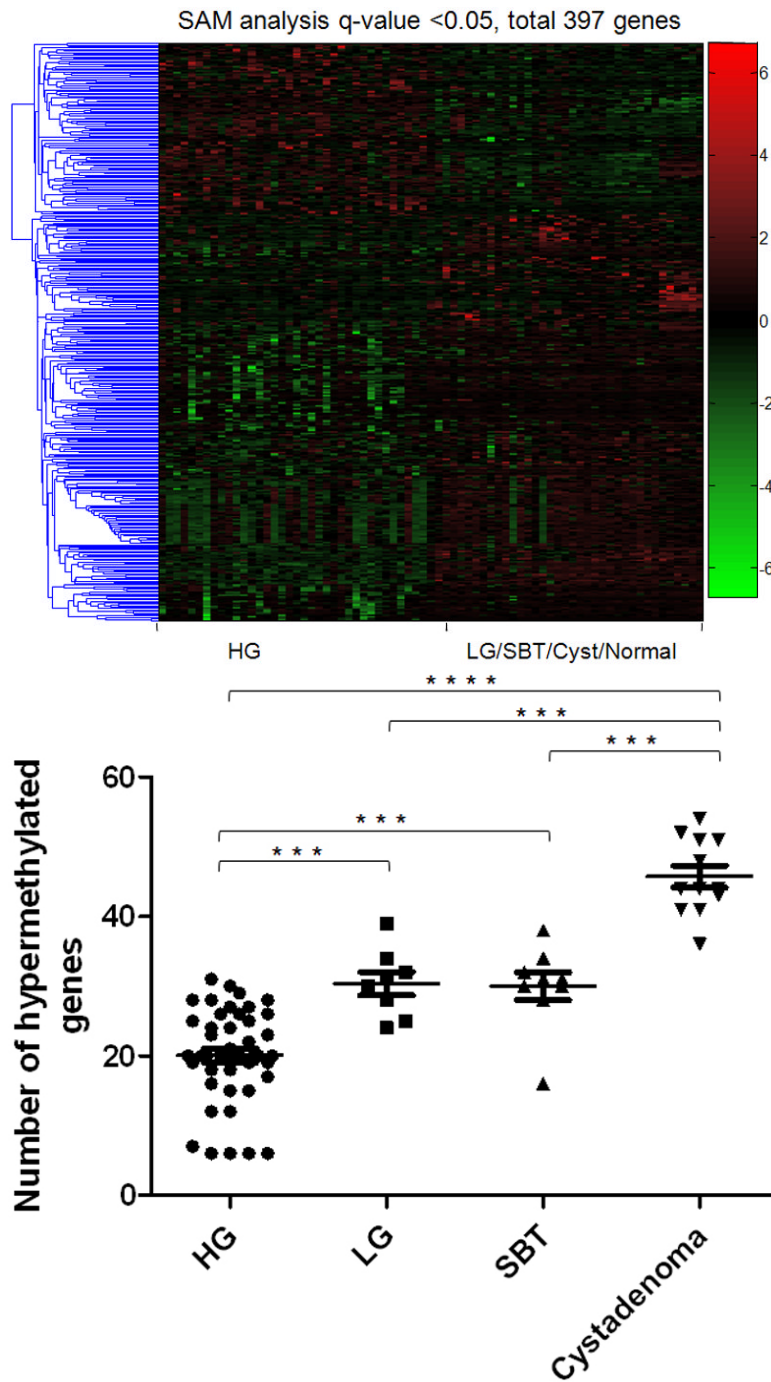 SAM analysis q-value <0.05, total 397 genes
6
4
2
0
-2
-4
-6
HG
LG/SBT/Cyst/Normal
* * * *
* * *
* * *
* * *
* * *
Number of hypermethylated
genes
60
40
20
0
HG
LG
SBT
Cystadenoma